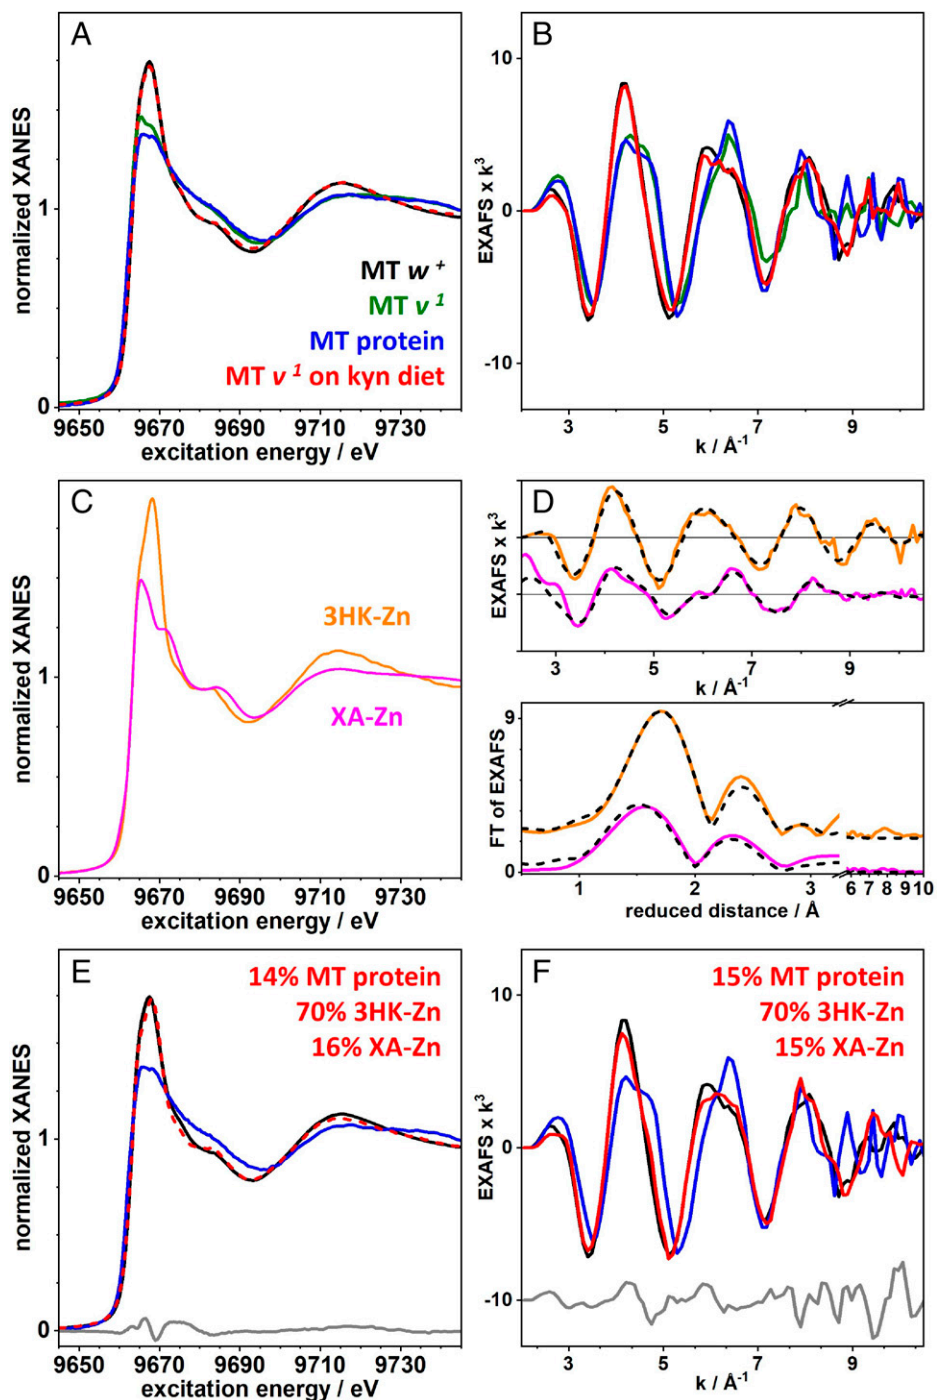 A
normalized XANES
1
0
MT w⁺
MT v¹
MT protein
MT v¹ on kyn diet
9650 9670 9690 9710 9730
excitation energy / eV
B
EXAFS x k³
10
0
-10
3 5 7 9
k / Å⁻¹
C
normalized XANES
1
0
3HK-Zn
XA-Zn
9650 9670 9690 9710 9730
excitation energy / eV
D
EXAFS x k³
3 5 7 9
k / Å⁻¹
FT of EXAFS
9
0
1 2 3 6 7 8 9 10
reduced distance / Å
E
14% MT protein
70% 3HK-Zn
16% XA-Zn
normalized XANES
1
0
9650 9670 9690 9710 9730
excitation energy / eV
F
15% MT protein
70% 3HK-Zn
15% XA-Zn
EXAFS x k³
10
0
-10
3 5 7 9
k / Å⁻¹